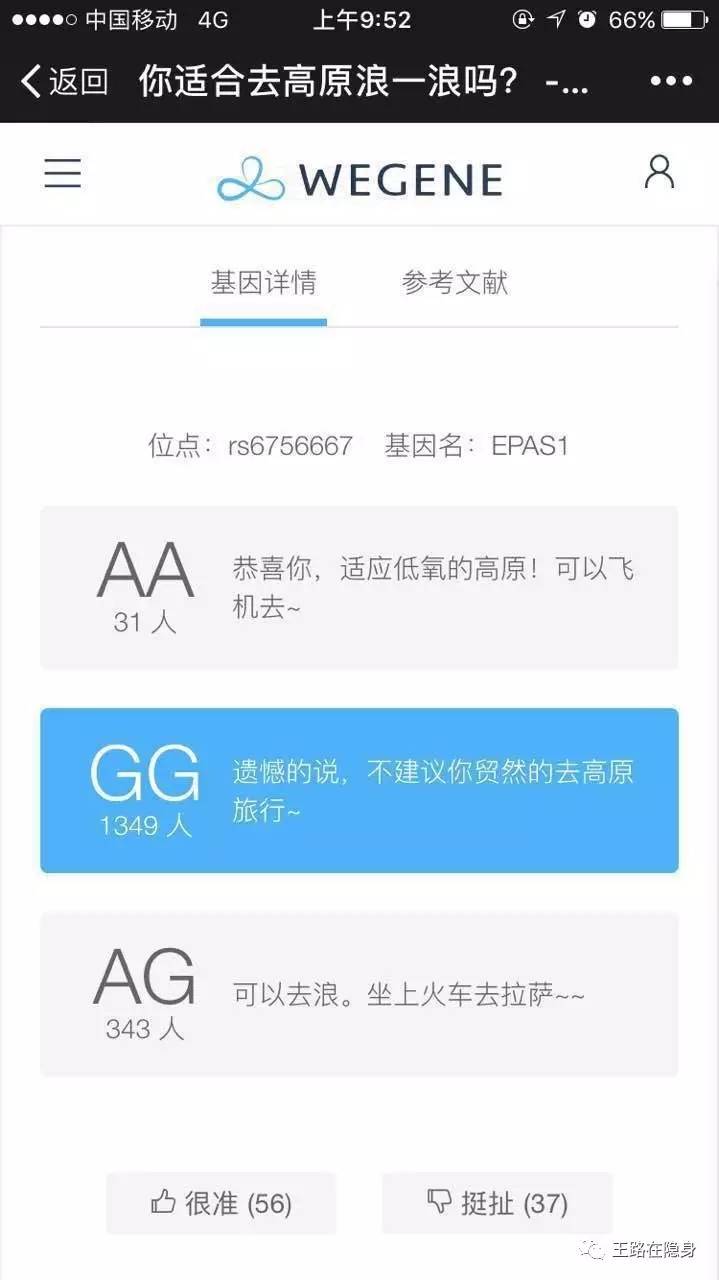 中国移动 4G 上午9:52 66%
返回 你适合去高原浪一浪吗? -...
WEGENE
基因详情 参考文献
位点：rs6756667 基因名：EPAS1
AA
31 人
恭喜你，适应低氧的高原！可以飞
机去~
GG
1349 人
遗憾的说，不建议你贸然的去高原
旅行~
AG
343 人
可以去浪。坐上火车去拉萨~~
很准 (56) 挺扯 (37)
王路在隐身